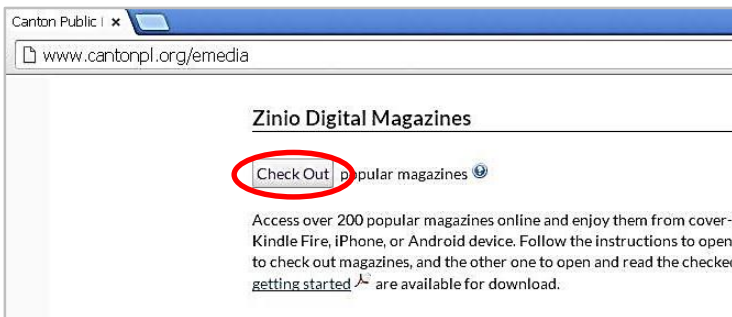 Canton Public l
www.cantonpl.org/emedia
Zinio Digital Magazines
Check Out popular magazines
Access over 200 popular magazines online and enjoy them from cover-
Kindle Fire, iPhone, or Android device. Follow the instructions to open
to check out magazines, and the other one to open and read the checked
getting started are available for download.